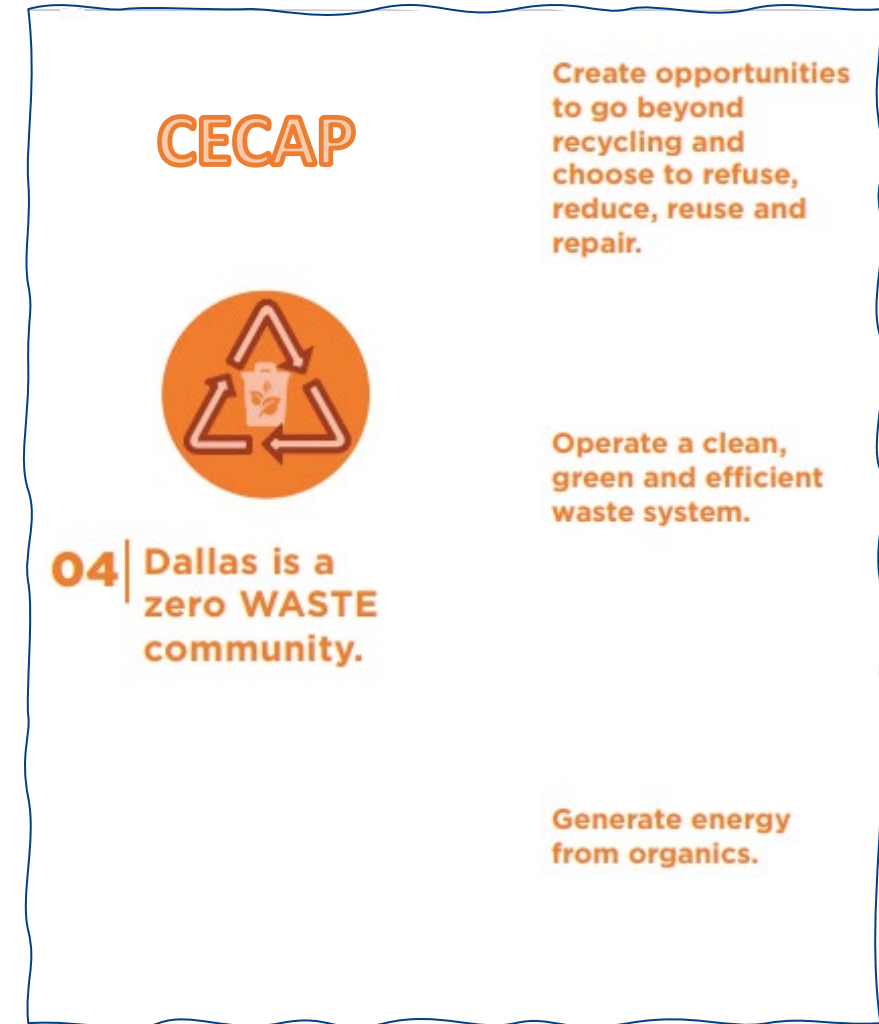 CECAP
04
Dallas is a
zero WASTE
community.
Create opportunities
to go beyond
recycling and
choose to refuse,
reduce, reuse and
repair.
Operate a clean,
green and efficient
waste system.
Generate energy
from organics.